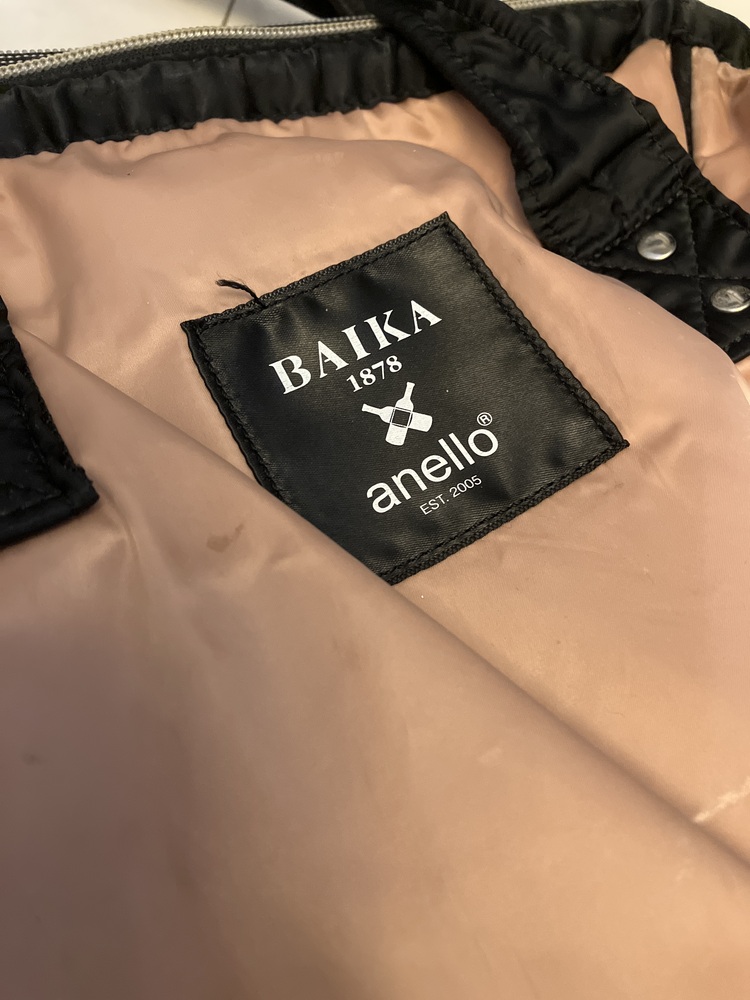 BAIKA
1878
anello®
EST. 2005